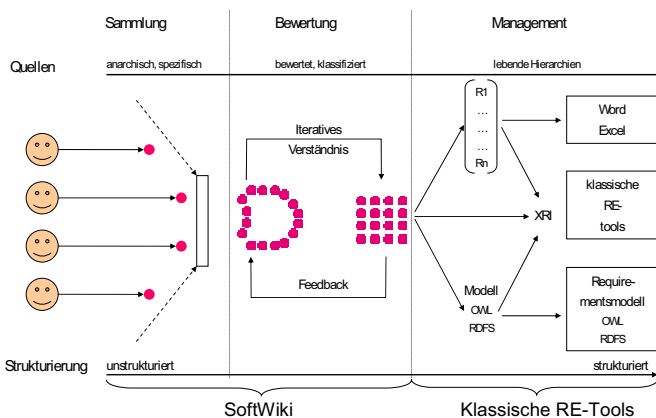 Sammlung
Bewertung
Management
Quellen
anarchisch, spezifisch
bewertet, klassifiziert
lebende Hierarchien
R1
…
…
…
Rn
Word
Excel
Iteratives
Verständnis
klassische
RE-
tools
XRI
Feedback
Modell
OWL
RDFS
Require-
mentsmodell
OWL
RDFS
Strukturierung
unstrukturiert
strukturiert
SoftWiki
Klassische RE-Tools